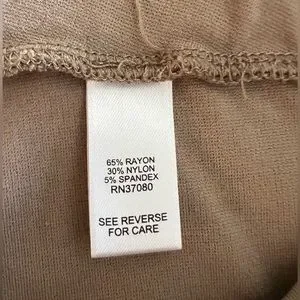 65% RAYON
30% NYLON
5% SPANDEX
RN37080
SEE REVERSE
FOR CARE